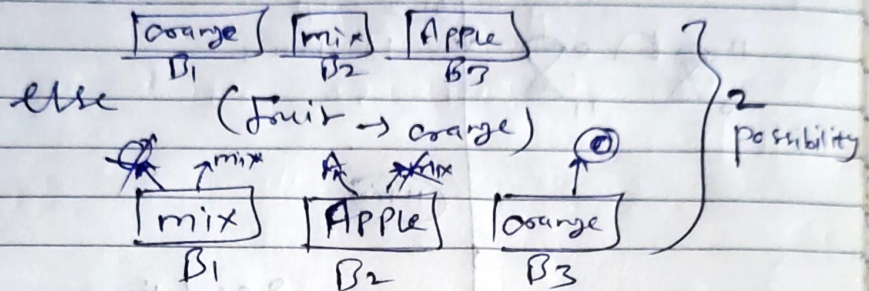 Orange mix Apple
B1 B2 B3
else (fruit → orange) 2 possibility
mix A mix O
mix Apple Orange
B1 B2 B3